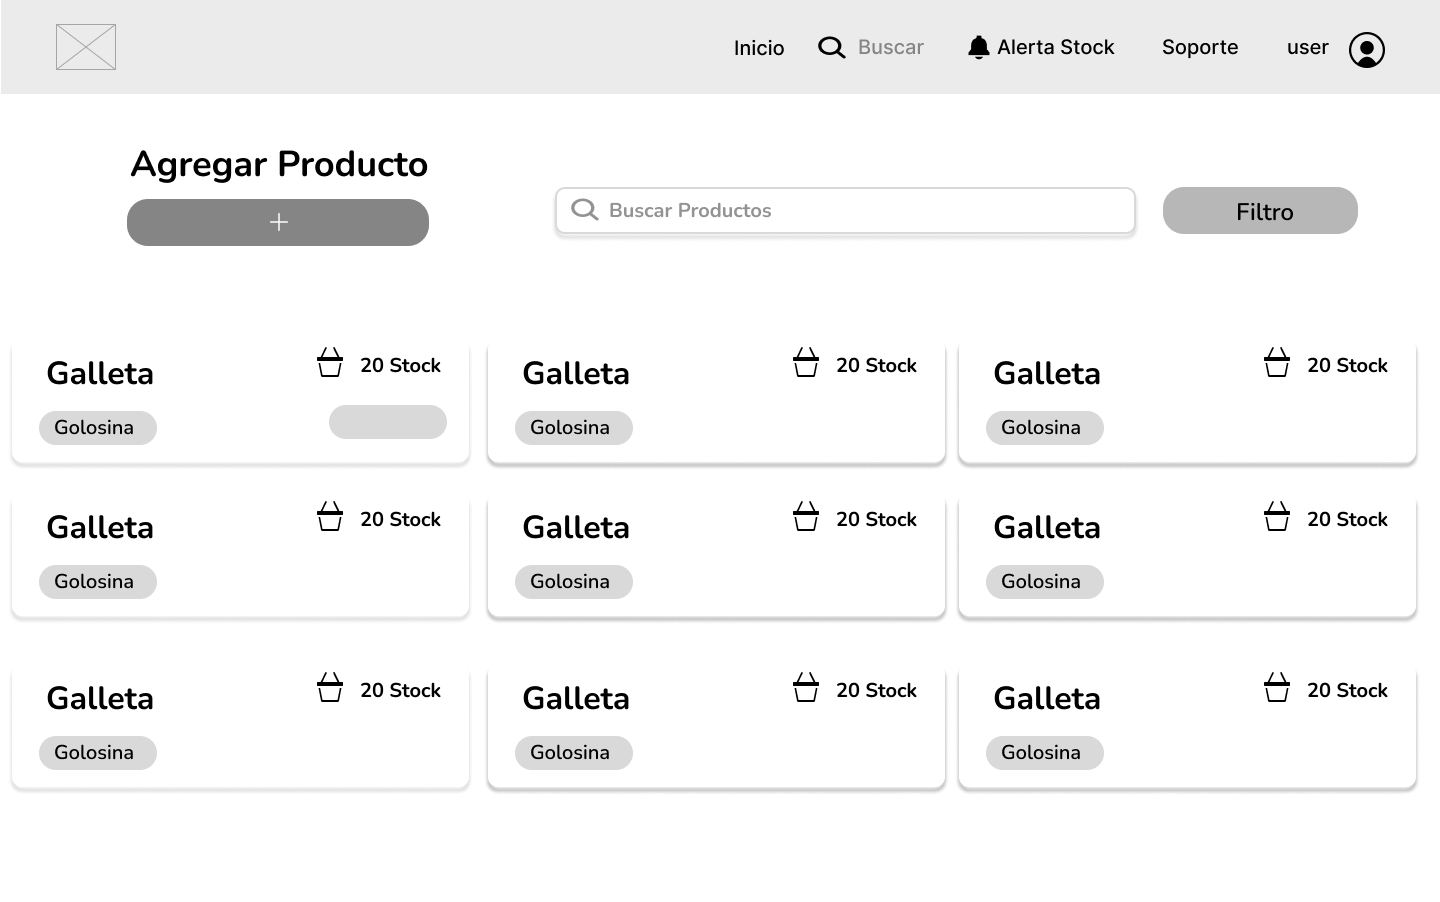 Inicio
Buscar
Alerta Stock
Soporte
user
Agregar Producto
+
Buscar Productos
Filtro
Galleta
20 Stock
Golosina
Galleta
20 Stock
Golosina
Galleta
20 Stock
Golosina
Galleta
20 Stock
Golosina
Galleta
20 Stock
Golosina
Galleta
20 Stock
Golosina
Galleta
20 Stock
Golosina
Galleta
20 Stock
Golosina
Galleta
20 Stock
Golosina